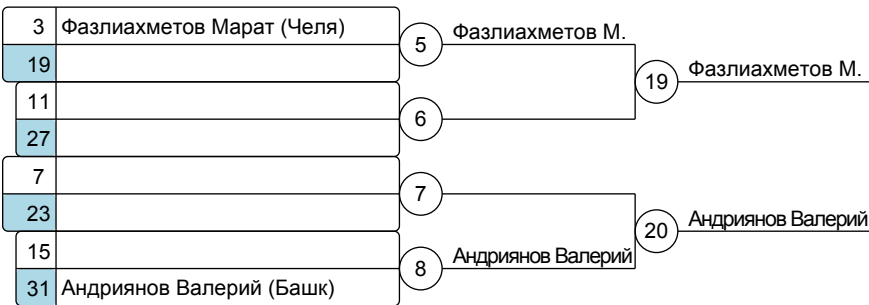 3 Фазлиахметов Марат (Челя)
5 Фазлиахметов М.
19
19 Фазлиахметов М.
11
6
27
7
7
23
20 Андриянов Валерий
15
8 Андриянов Валерий
31 Андриянов Валерий (Башк)